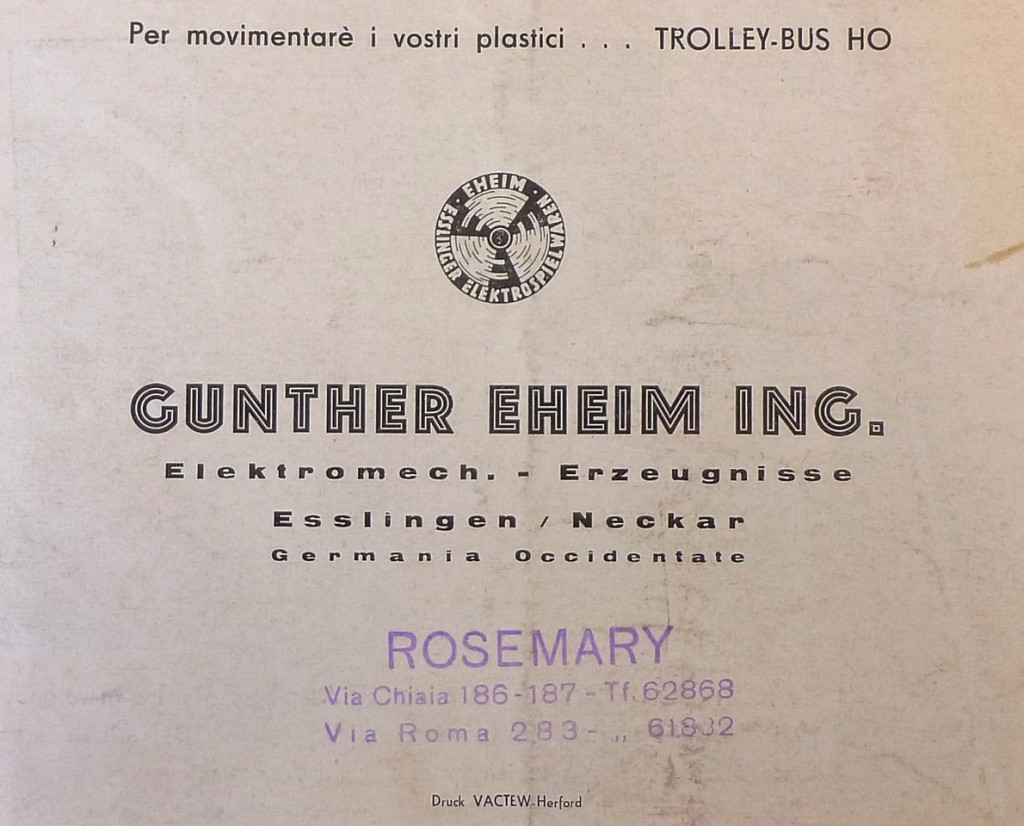 Per movimentarè i vostri plastici . . . TROLLEY-BUS HO
· EHEIM · ESSLINGER ELEKTROSPIELWAREN
GUNTHER EHEIM ING.
Elektromech. - Erzeugnisse
Esslingen / Neckar
Germania Occidentate
ROSEMARY
Via Chiaia 186-187 - Tf. 62868
Via Roma 283 - „
Druck VACTEW-Herford